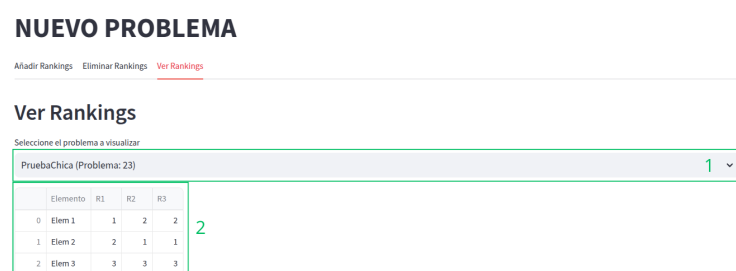 NUEVO PROBLEMA
Añadir Rankings Eliminar Rankings Ver Rankings
Ver Rankings
Seleccione el problema a visualizar
PruebaChica (Problema: 23) 1
Elemento R1 R2 R3
0 Elem 1 1 2 2
2
1 Elem 2 2 1 1
2 Elem 3 3 3 3